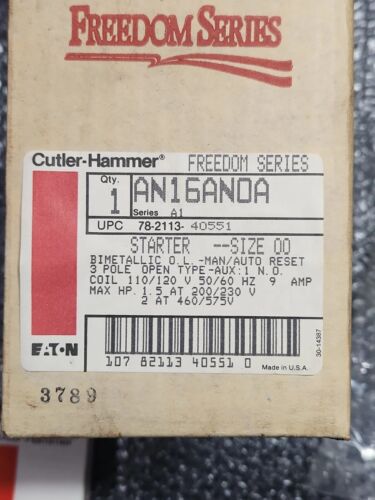 FREEDOM SERIES
Cutler-Hammer® FREEDOM SERIES
Qty. 1 AN16AN0A
Series A1
UPC 78-2113-40551
STARTER --SIZE 00
BIMETALLIC O.L.-MAN/AUTO RESET
3 POLE OPEN TYPE-AUX:1 N.O.
COIL 110/120 V 50/60 HZ 9 AMP
MAX HP. 1.5 AT 200/230 V
2 AT 460/575V
EATON
107 82113 40551 0
Made in U.S.A.
30-14387
3789